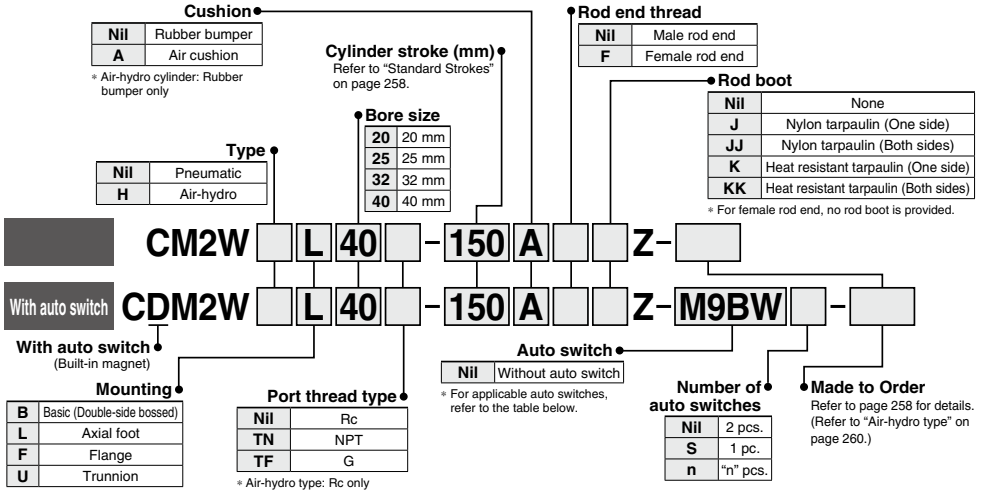 Cushion
Nil Rubber bumper
A Air cushion
* Air-hydro cylinder: Rubber
bumper only
Cylinder stroke (mm)
Refer to “Standard Strokes”
on page 258.
Rod end thread
Nil Male rod end
F Female rod end
Rod boot
Nil None
J Nylon tarpaulin (One side)
JJ Nylon tarpaulin (Both sides)
K Heat resistant tarpaulin (One side)
KK Heat resistant tarpaulin (Both sides)
* For female rod end, no rod boot is provided.
Bore size
20 20 mm
25 25 mm
32 32 mm
40 40 mm
Type
Nil Pneumatic
H Air-hydro
CM2W L 40 – 150 A Z –
With auto switch CDM2W L 40 – 150 A Z – M9BW –
With auto switch
(Built-in magnet)
Mounting
B Basic (Double-side bossed)
L Axial foot
F Flange
U Trunnion
Port thread type
Nil Rc
TN NPT
TF G
* Air-hydro type: Rc only
Auto switch
Nil Without auto switch
* For applicable auto switches,
refer to the table below.
Number of
auto switches
Nil 2 pcs.
S 1 pc.
n “n” pcs.
Made to Order
Refer to page 258 for details.
(Refer to “Air-hydro type” on
page 260.)